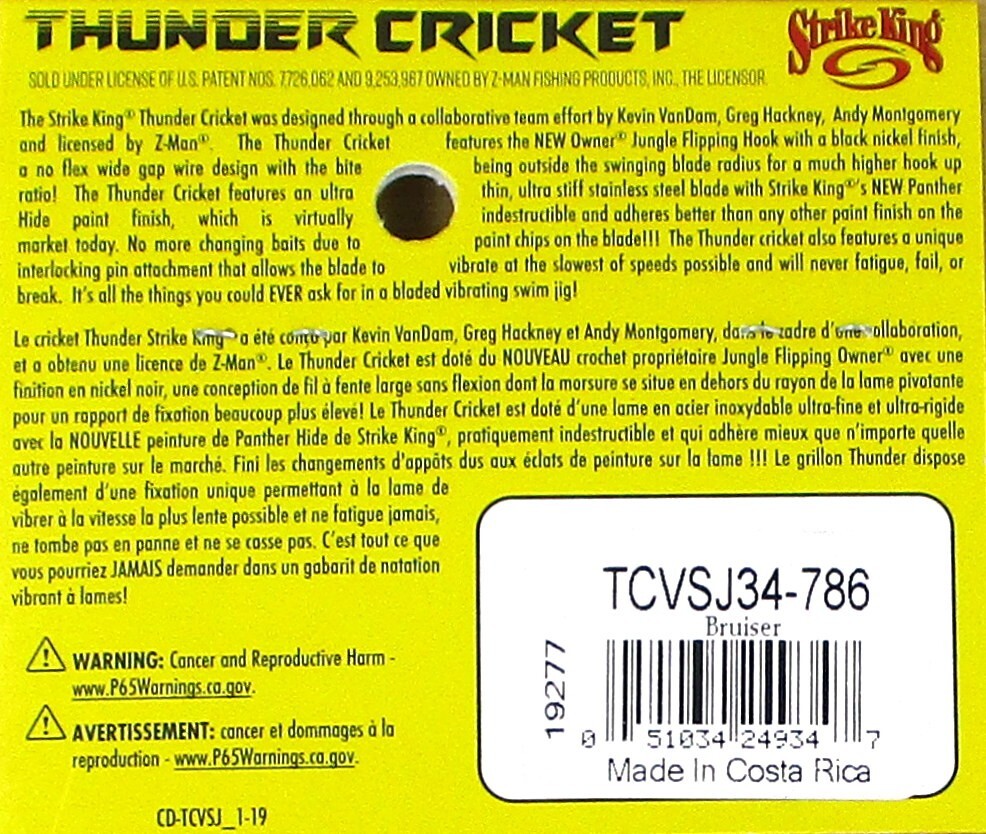 THUNDER CRICKET
Strike King
SOLD UNDER LICENSE OF U.S. PATENT NOS. 7,726,062 AND 9,253,967 OWNED BY Z-MAN FISHING PRODUCTS, INC., THE LICENSOR.
The Strike King® Thunder Cricket was designed through a collaborative team effort by Kevin VanDam, Greg Hackney, Andy Montgomery
and licensed by Z-Man®. The Thunder Cricket features the NEW Owner® Jungle Flipping Hook with a black nickel finish,
a no flex wide gap wire design with the bite being outside the swinging blade radius for a much higher hook up
ratio! The Thunder Cricket features an ultra thin, ultra stiff stainless steel blade with Strike King®'s NEW Panther
Hide paint finish, which is virtually indestructible and adheres better than any other paint finish on the
market today. No more changing baits due to paint chips on the blade!!! The Thunder cricket also features a unique
interlocking pin attachment that allows the blade to vibrate at the slowest of speeds possible and will never fatigue, fail, or
break. It's all the things you could EVER ask for in a bladed vibrating swim jig!
Le cricket Thunder Strike King a été conçu par Kevin VanDam, Greg Hackney et Andy Montgomery, dans le cadre d'une collaboration,
et a obtenu une licence de Z-Man®. Le Thunder Cricket est doté du NOUVEAU crochet propriétaire Jungle Flipping Owner® avec une
finition en nickel noir, une conception de fil à fente large sans flexion dont la morsure se situe en dehors du rayon de la lame pivotante
pour un rapport de fixation beaucoup plus élevé! Le Thunder Cricket est doté d'une lame en acier inoxydable ultra-fine et ultra-rigide
avec la NOUVELLE peinture de Panther Hide de Strike King®, pratiquement indestructible et qui adhère mieux que n'importe quelle
autre peinture sur le marché. Fini les changements d'appâts dus aux éclats de peinture sur la lame !!! Le grillon Thunder dispose
également d'une fixation unique permettant à la lame de
vibrer à la vitesse la plus lente possible et ne fatigue jamais,
ne tombe pas en panne et ne se casse pas. C'est tout ce que
vous pourriez JAMAIS demander dans un gabarit de natation
vibrant à lames!
WARNING: Cancer and Reproductive Harm -
www.P65Warnings.ca.gov.
AVERTISSEMENT: cancer et dommages à la
reproduction - www.P65Warnings.ca.gov.
CD-TCVSJ_1-19
TCVSJ34-786
Bruiser
19277
0 51034 24934 7
Made In Costa Rica